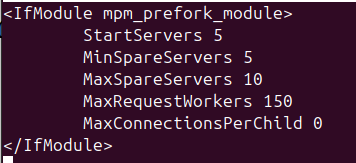 <IfModule mpm_prefork_module>
        StartServers 5
        MinSpareServers 5
        MaxSpareServers 10
        MaxRequestWorkers 150
        MaxConnectionsPerChild 0
</IfModule>